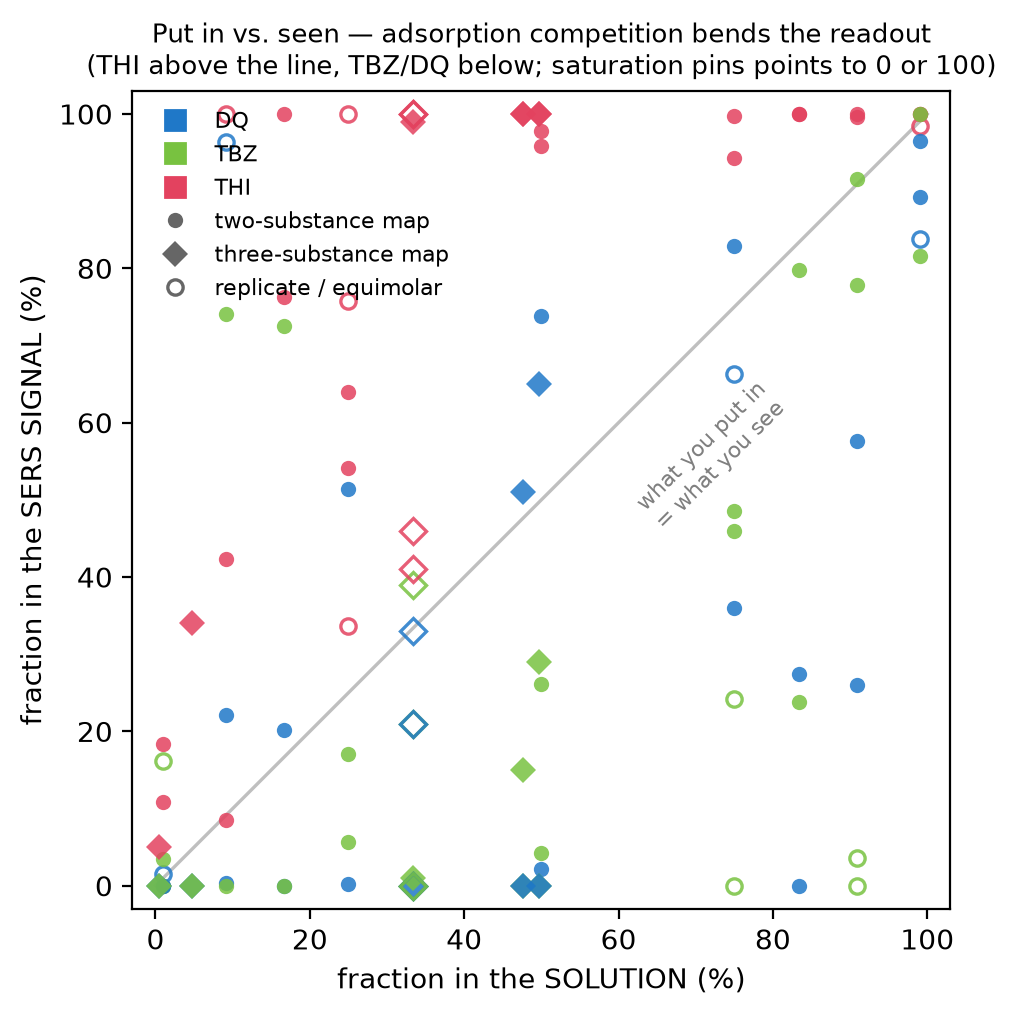 Put in vs. seen — adsorption competition bends the readout
(THI above the line, TBZ/DQ below; saturation pins points to 0 or 100)
100
80
60
40
20
0
fraction in the SERS SIGNAL (%)
DQ
TBZ
THI
two-substance map
three-substance map
replicate / equimolar
what you put in
= what you see
0
20
40
60
80
100
fraction in the SOLUTION (%)